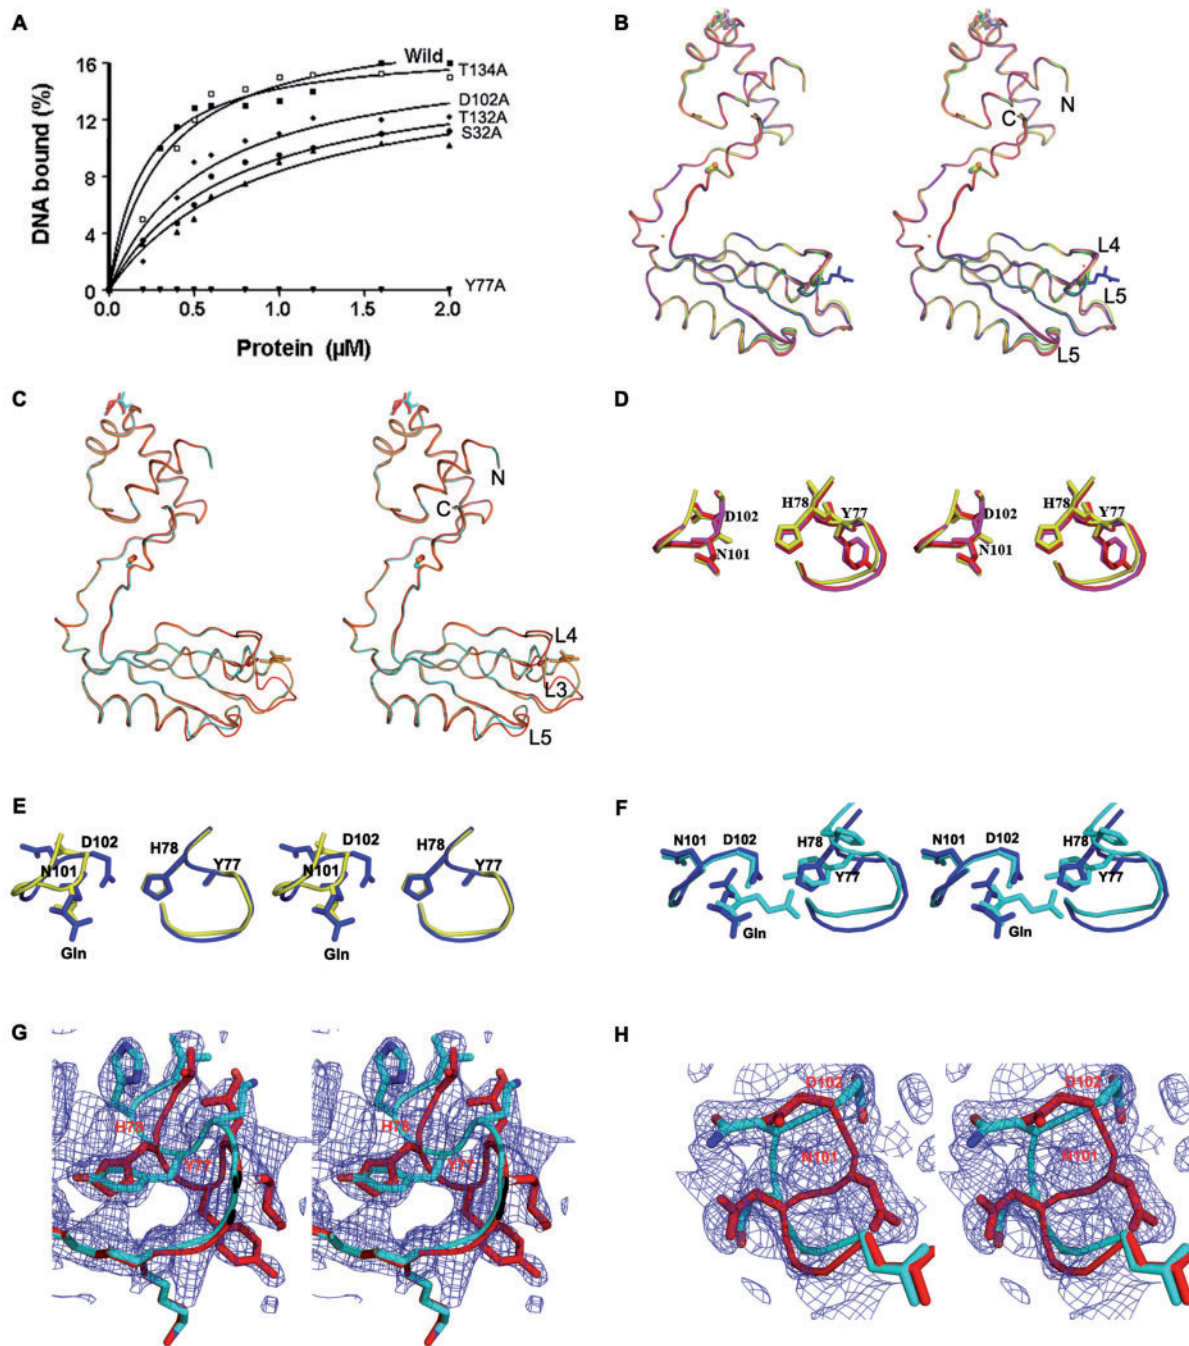 A
DNA bound (%)
16
12
8
4
0
0.0
0.5
1.0
1.5
2.0
Protein (µM)
Wild
T134A
D102A
T132A
S32A
Y77A
B
N
C
L4
L5
L5
C
N
C
L4
L3
L5
D
D102
N101
H78
Y77
D102
N101
H78
Y77
E
D102
N101
Gln
H78
Y77
D102
N101
Gln
H78
Y77
F
N101
D102
H78
Y77
Gln
N101
D102
H78
Y77
Gln
G
H78
Y77
H78
Y77
H
D102
N101
D102
N101